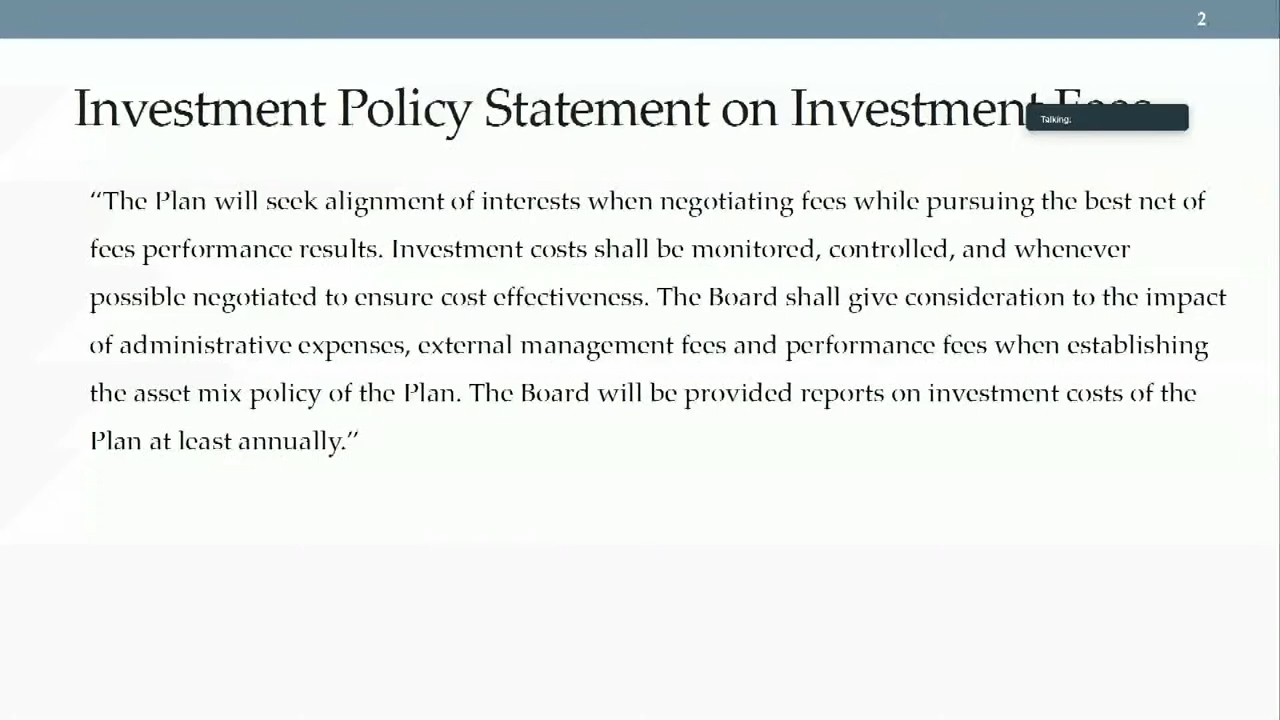 2
Investment Policy Statement on Investment Fees
Talking:
“The Plan will seek alignment of interests when negotiating fees while pursuing the best net of
fees performance results. Investment costs shall be monitored, controlled, and whenever
possible negotiated to ensure cost effectiveness. The Board shall give consideration to the impact
of administrative expenses, external management fees and performance fees when establishing
the asset mix policy of the Plan. The Board will be provided reports on investment costs of the
Plan at least annually.”